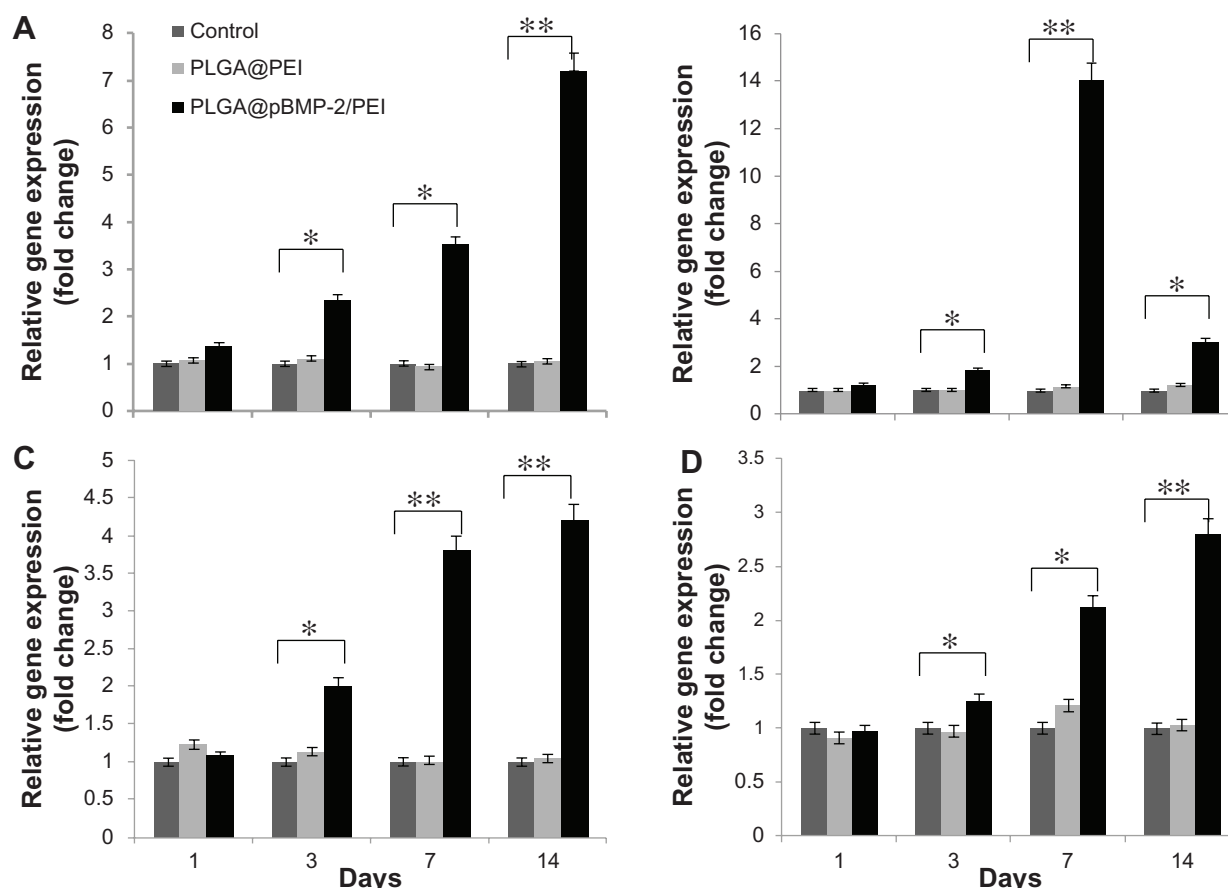 A
Relative gene expression
(fold change)
8
7
6
5
4
3
2
1
0
Control
PLGA@PEI
PLGA@pBMP-2/PEI
*
*
**
Relative gene expression
(fold change)
16
14
12
10
8
6
4
2
0
*
**
*
C
Relative gene expression
(fold change)
5
4.5
4
3.5
3
2.5
2
1.5
1
0.5
0
*
**
**
1 3 7 14
Days
D
Relative gene expression
(fold change)
3.5
3
2.5
2
1.5
1
0.5
0
*
*
**
1 3 7 14
Days